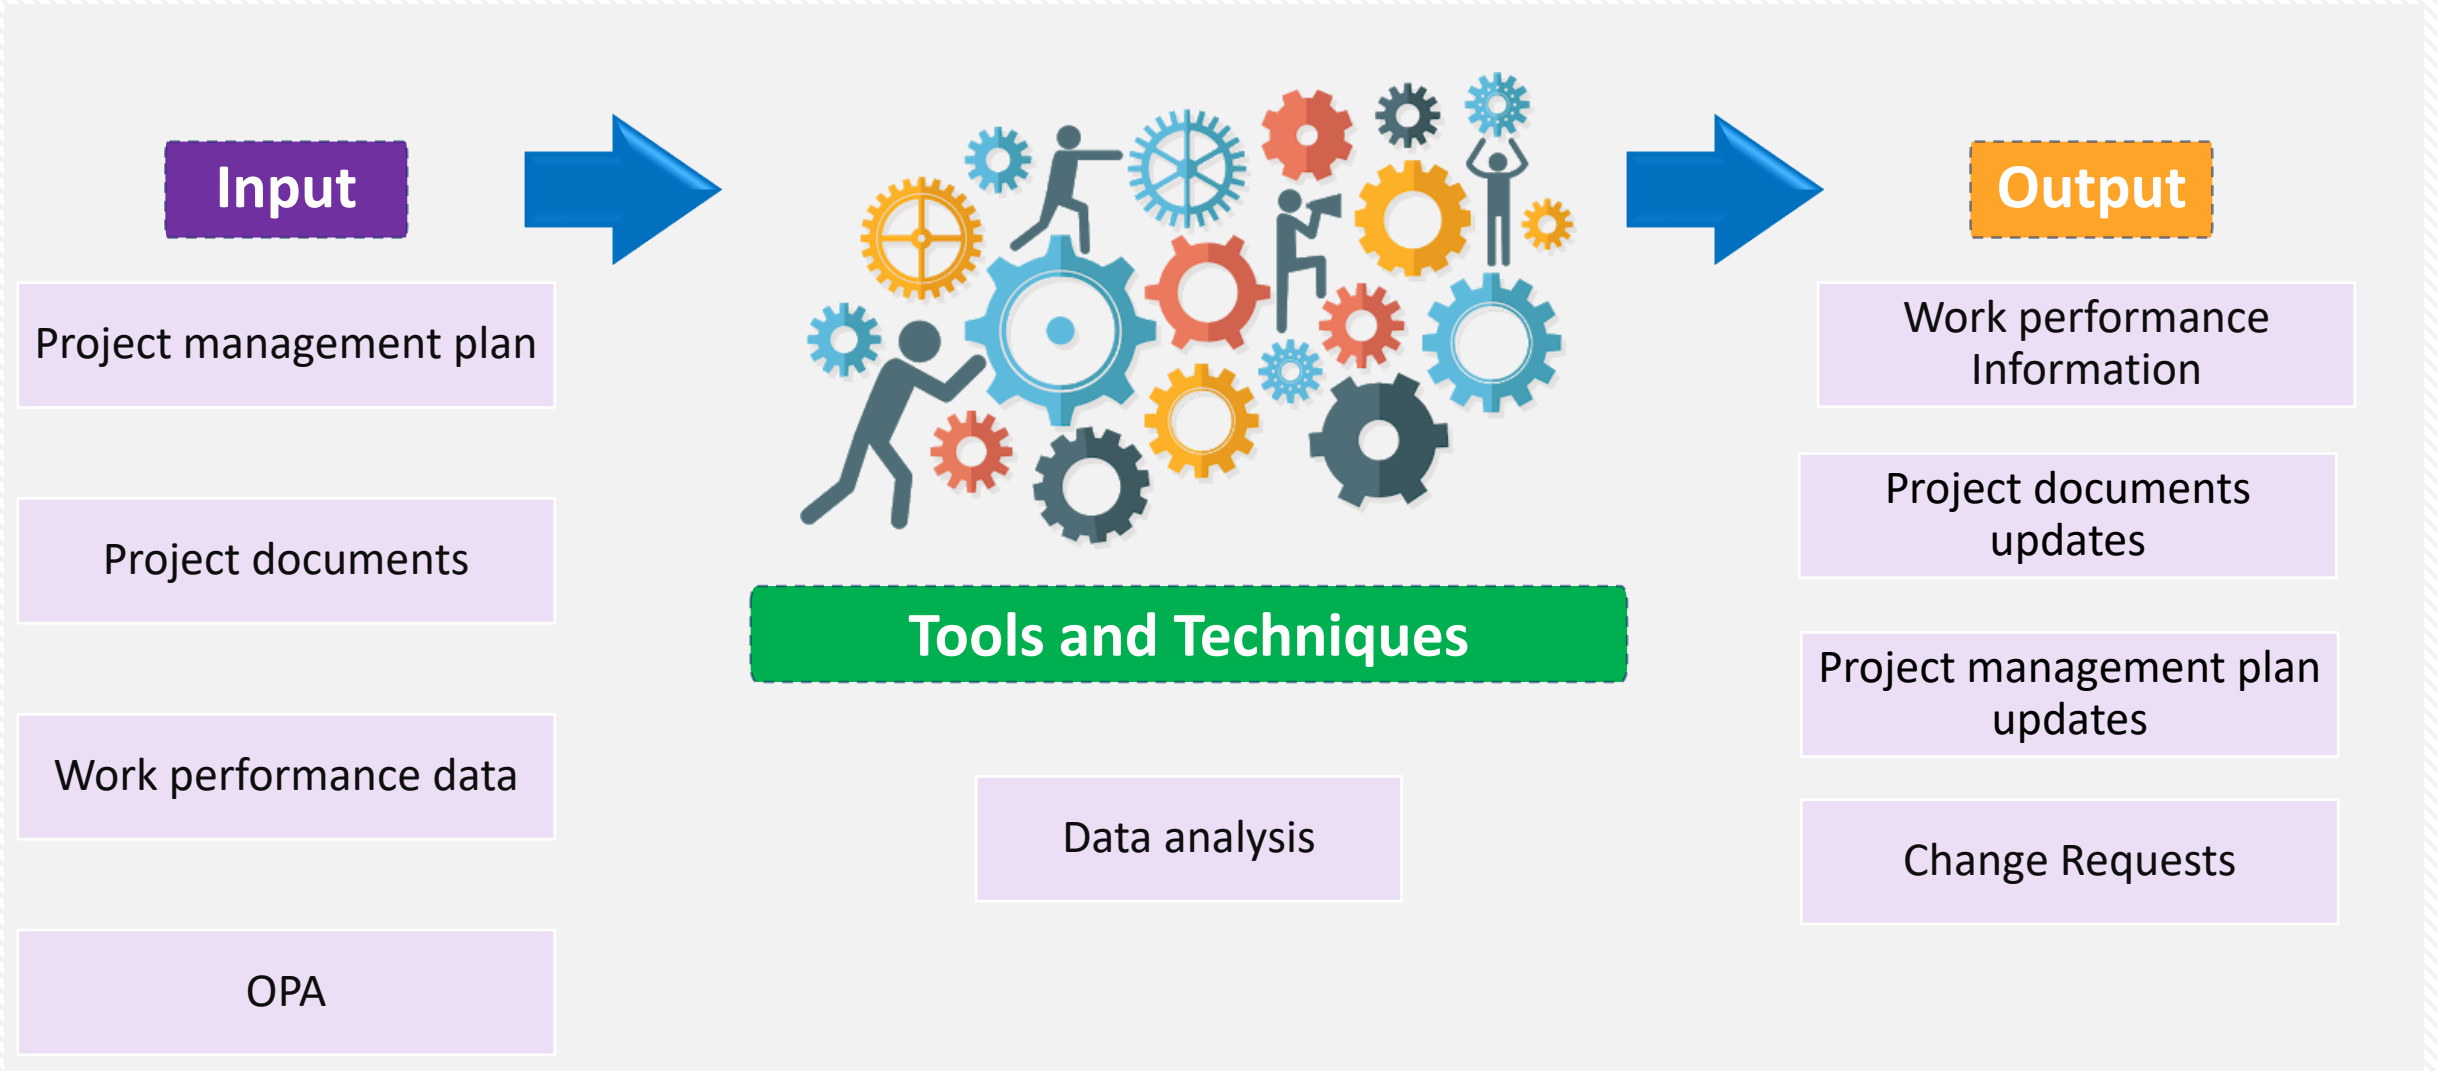 Input
Project management plan
Project documents
Work performance data
OPA
Tools and Techniques
Data analysis
Output
Work performance
Information
Project documents
updates
Project management plan
updates
Change Requests